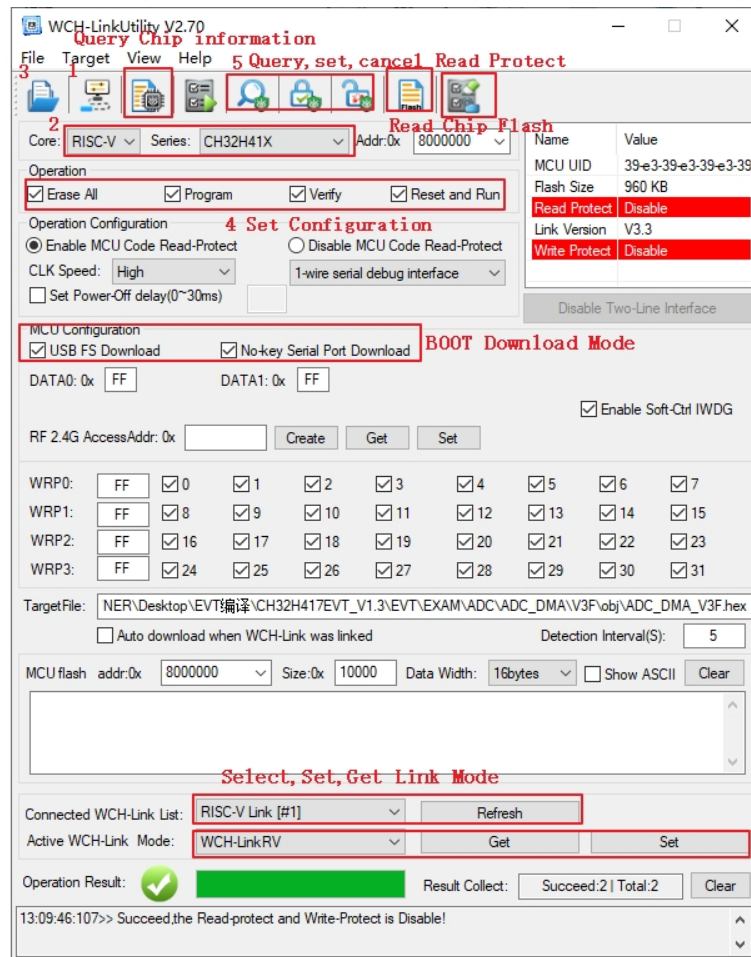 WCH-LinkUtility V2.70
Query Chip information
File Target View Help
5 Query,set,cancel Read Protect
3 1
Flash
2
Read Chip Flash
Core: RISC-V Series: CH32H41X Addr:0x 8000000
Name Value
MCU UID 39-e3-39-e3-39-e3-39
Flash Size 960 KB
Read Protect Disable
Link Version V3.3
Write Protect Disable
Disable Two-Line Interface
Operation
Erase All Program Verify Reset and Run
Operation Configuration
4 Set Configuration
Enable MCU Code Read-Protect Disable MCU Code Read-Protect
CLK Speed: High 1-wire serial debug interface
Set Power-Off delay(0~30ms)
MCU Configuration
BOOT Download Mode
USB FS Download No-key Serial Port Download
DATA0: 0x FF DATA1: 0x FF
Enable Soft-Ctrl IWDG
RF 2.4G AccessAddr: 0x Create Get Set
WRP0: FF 0 1 2 3 4 5 6 7
WRP1: FF 8 9 10 11 12 13 14 15
WRP2: FF 16 17 18 19 20 21 22 23
WRP3: FF 24 25 26 27 28 29 30 31
TargetFile: NER\Desktop\EVT编译\CH32H417EVT_V1.3\EVT\EXAM\ADC\ADC_DMA\V3F\obj\ADC_DMA_V3F.hex
Auto download when WCH-Link was linked Detection Interval(S): 5
MCU flash addr:0x 8000000 Size:0x 10000 Data Width: 16bytes Show ASCII Clear
Select,Set,Get Link Mode
Connected WCH-Link List: RISC-V Link [#1] Refresh
Active WCH-Link Mode: WCH-LinkRV Get Set
Operation Result: Result Collect: Succeed:2 | Total:2 Clear
13:09:46:107>> Succeed,the Read-protect and Write-Protect is Disable!